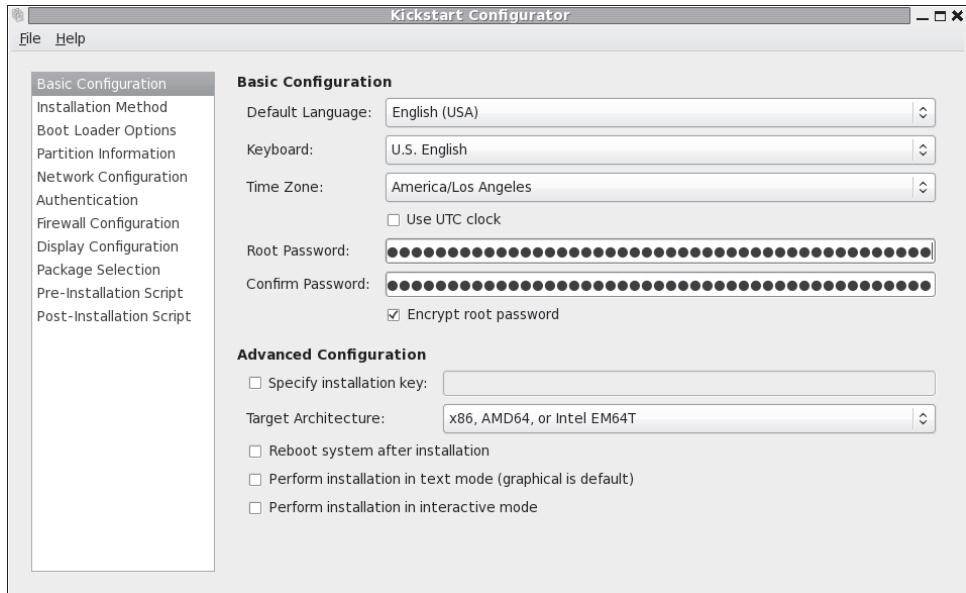 Kickstart Configurator
File Help
Basic Configuration
Installation Method
Boot Loader Options
Partition Information
Network Configuration
Authentication
Firewall Configuration
Display Configuration
Package Selection
Pre-Installation Script
Post-Installation Script
Basic Configuration
Default Language: English (USA)
Keyboard: U.S. English
Time Zone: America/Los Angeles
Use UTC clock
Root Password:
Confirm Password:
Encrypt root password
Advanced Configuration
Specify installation key:
Target Architecture: x86, AMD64, or Intel EM64T
Reboot system after installation
Perform installation in text mode (graphical is default)
Perform installation in interactive mode